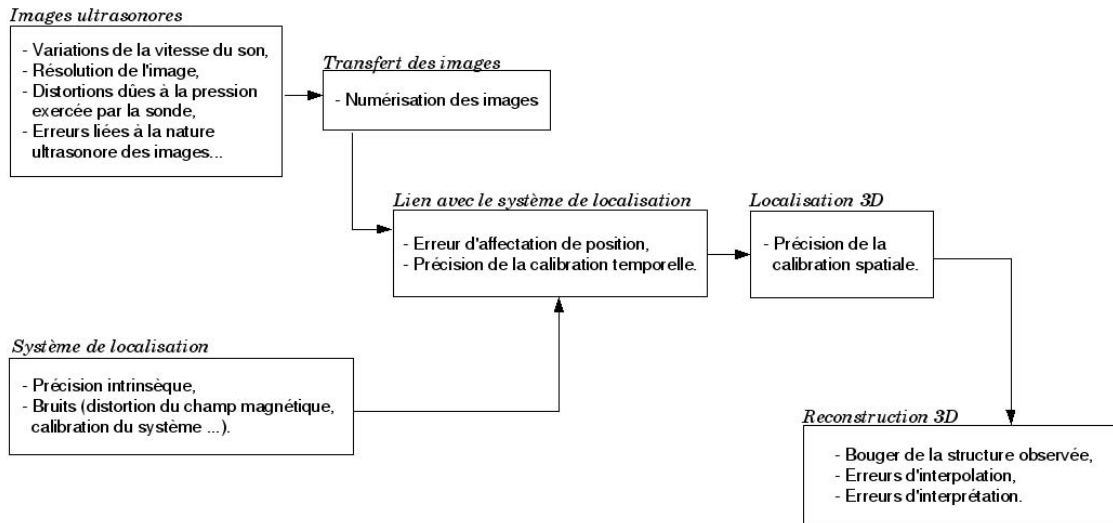 Images ultrasonores
- Variations de la vitesse du son,
- Résolution de l'image,
- Distortions dûes à la pression
exercée par la sonde,
- Erreurs liées à la nature
ultrasonore des images...
Transfert des images
- Numérisation des images
Lien avec le système de localisation
- Erreur d'affectation de position,
- Précision de la calibration temporelle.
Localisation 3D
- Précision de la
calibration spatiale.
Système de localisation
- Précision intrinsèque,
- Bruits (distortion du champ magnétique,
calibration du système ...).
Reconstruction 3D
- Bouger de la structure observée,
- Erreurs d'interpolation,
- Erreurs d'interprétation.